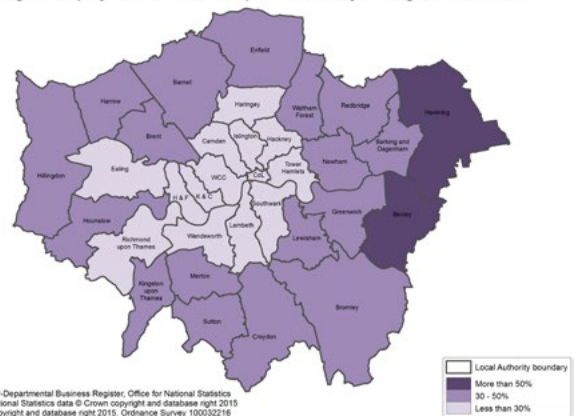 Enfield
Barnet
Harrow
Haringey
Waltham
Forest
Redbridge
Havering
Brent
Camden
Islington
Hackney
Barking and
Dagenham
Hillingdon
Ealing
WCC
CoL
Tower
Hamlets
Newham
H & F
K & C
Southwark
Greenwich
Bexley
Hounslow
Richmond
upon Thames
Wandsworth
Lambeth
Lewisham
Merton
Kingston
upon
Thames
Bromley
Sutton
Croydon
Local Authority boundary
More than 50%
30 - 50%
Less than 30%
-Departmental Business Register, Office for National Statistics
National Statistics data © Crown copyright and database right 2015
copyright and database right 2015. Ordnance Survey 100032216